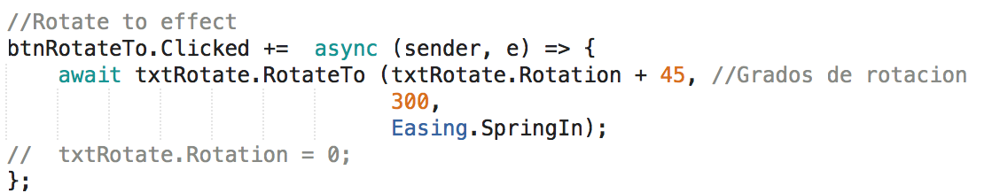 //Rotate to effect
btnRotateTo.Clicked +=  async (sender, e) => {
    await txtRotate.RotateTo (txtRotate.Rotation + 45, //Grados de rotacion
                              300,
                              Easing.SpringIn);
//  txtRotate.Rotation = 0;
};